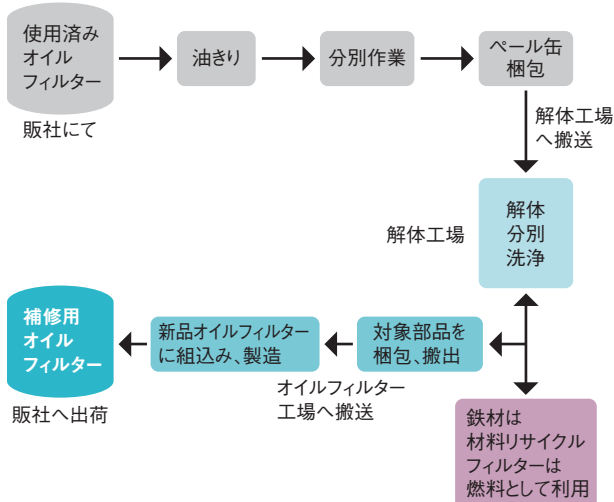 使用済み
オイル
フィルター
販社にて
油きり
分別作業
ペール缶
梱包
解体工場
へ搬送
解体工場
解体
分別
洗浄
対象部品を
梱包、搬出
オイルフィルター
工場へ搬送
新品オイルフィルター
に組込み、製造
補修用
オイル
フィルター
販社へ出荷
鉄材は
材料リサイクル
フィルターは
燃料として利用